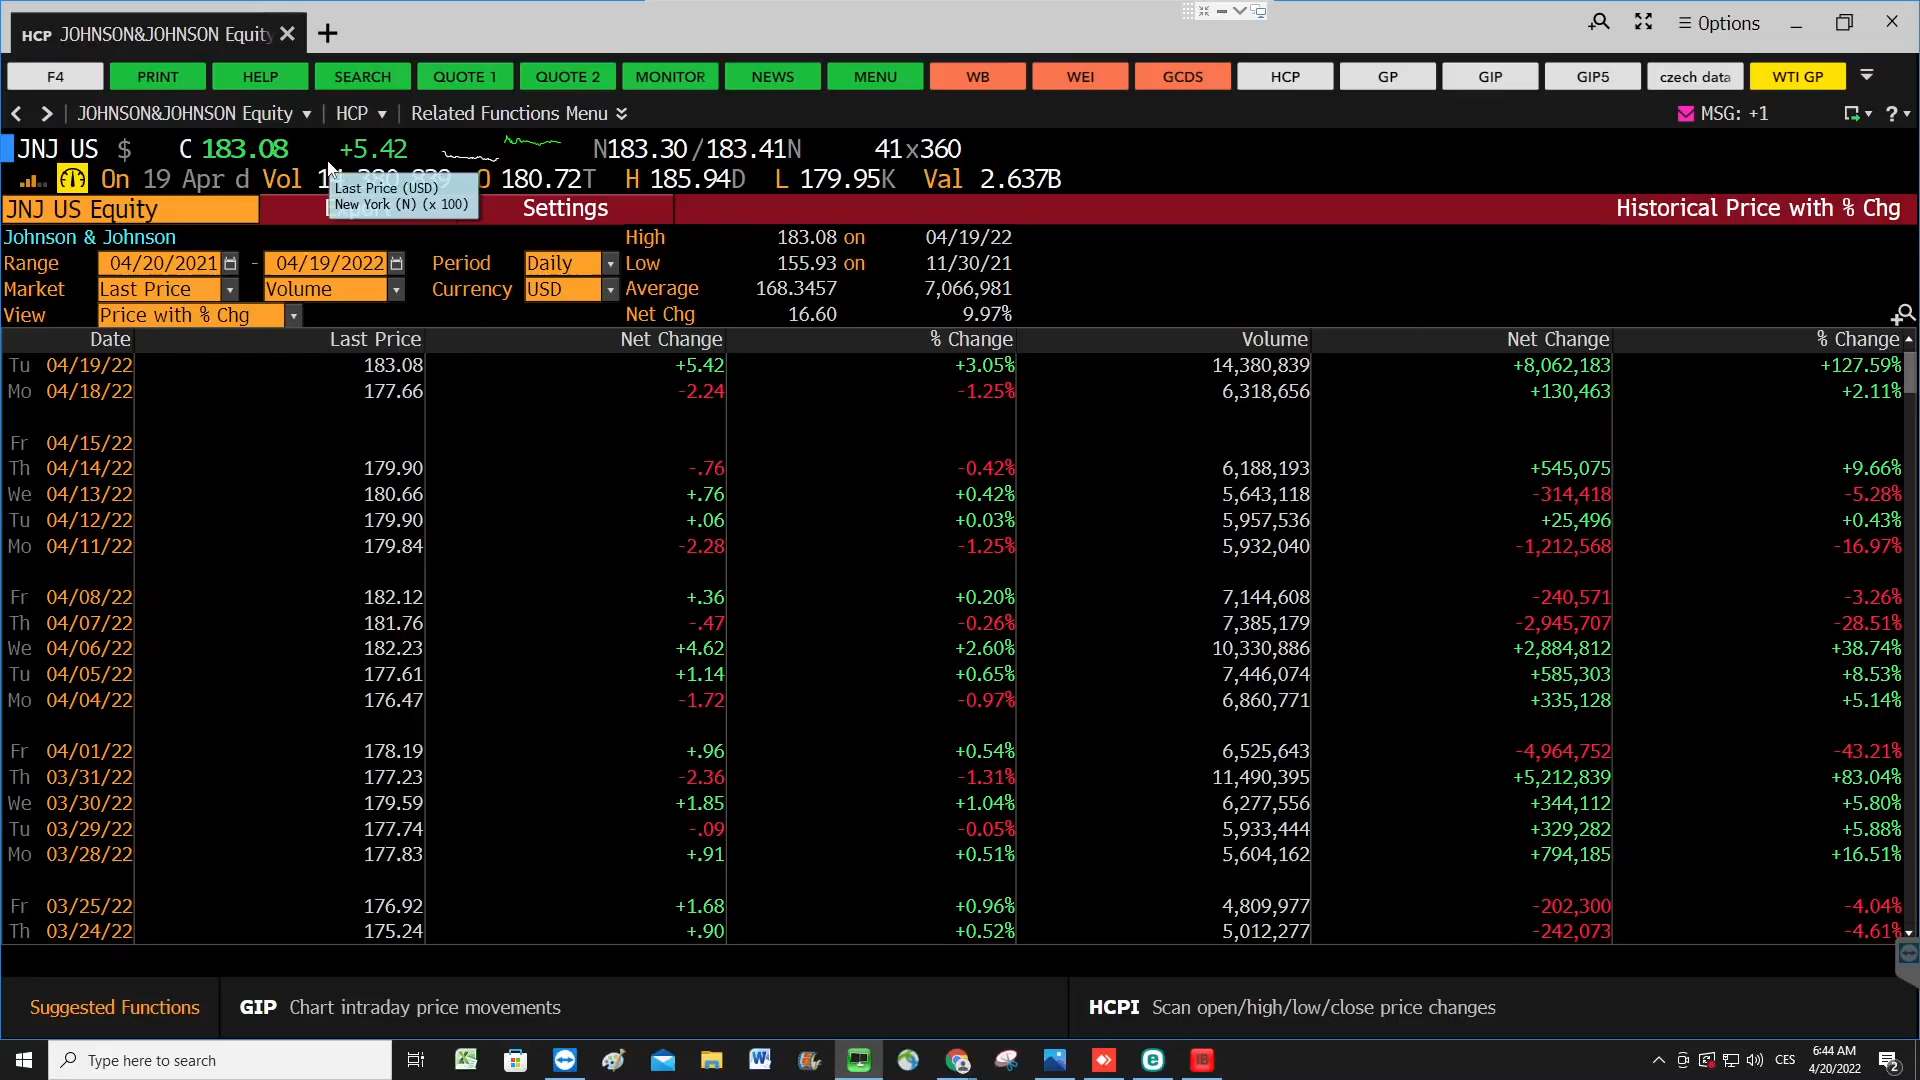 HCP JOHNSON&JOHNSON Equity
Options
F4 PRINT HELP SEARCH QUOTE 1 QUOTE 2 MONITOR NEWS MENU WB WEI GCDS HCP GP GIP GIP5 czech data WTI GP
JOHNSON&JOHNSON Equity HCP Related Functions Menu MSG: +1 ?
JNJ US $ C 183.08 +5.42 N183.30/183.41N 41x360
On 19 Apr d Vol 14,380,839 O 180.72T H 185.94D L 179.95K Val 2.637B
Last Price (USD)
New York (N) (x 100)
JNJ US Equity Settings Historical Price with % Chg
Johnson & Johnson High 183.08 on 04/19/22
Range 04/20/2021 - 04/19/2022 Period Daily Low 155.93 on 11/30/21
Market Last Price Volume Currency USD Average 168.3457 7,066,981
View Price with % Chg Net Chg 16.60 9.97%
Date Last Price Net Change % Change Volume Net Change % Change
Tu 04/19/22 183.08 +5.42 +3.05% 14,380,839 +8,062,183 +127.59%
Mo 04/18/22 177.66 -2.24 -1.25% 6,318,656 +130,463 +2.11%
Fr 04/15/22
Th 04/14/22 179.90 -.76 -0.42% 6,188,193 +545,075 +9.66%
We 04/13/22 180.66 +.76 +0.42% 5,643,118 -314,418 -5.28%
Tu 04/12/22 179.90 +.06 +0.03% 5,957,536 +25,496 +0.43%
Mo 04/11/22 179.84 -2.28 -1.25% 5,932,040 -1,212,568 -16.97%
Fr 04/08/22 182.12 +.36 +0.20% 7,144,608 -240,571 -3.26%
Th 04/07/22 181.76 -.47 -0.26% 7,385,179 -2,945,707 -28.51%
We 04/06/22 182.23 +4.62 +2.60% 10,330,886 +2,884,812 +38.74%
Tu 04/05/22 177.61 +1.14 +0.65% 7,446,074 +585,303 +8.53%
Mo 04/04/22 176.47 -1.72 -0.97% 6,860,771 +335,128 +5.14%
Fr 04/01/22 178.19 +.96 +0.54% 6,525,643 -4,964,752 -43.21%
Th 03/31/22 177.23 -2.36 -1.31% 11,490,395 +5,212,839 +83.04%
We 03/30/22 179.59 +1.85 +1.04% 6,277,556 +344,112 +5.80%
Tu 03/29/22 177.74 -.09 -0.05% 5,933,444 +329,282 +5.88%
Mo 03/28/22 177.83 +.91 +0.51% 5,604,162 +794,185 +16.51%
Fr 03/25/22 176.92 +1.68 +0.96% 4,809,977 -202,300 -4.04%
Th 03/24/22 175.24 +.90 +0.52% 5,012,277 -242,073 -4.61%
Suggested Functions GIP Chart intraday price movements HCPI Scan open/high/low/close price changes
Type here to search
CES 6:44 AM
4/20/2022
2